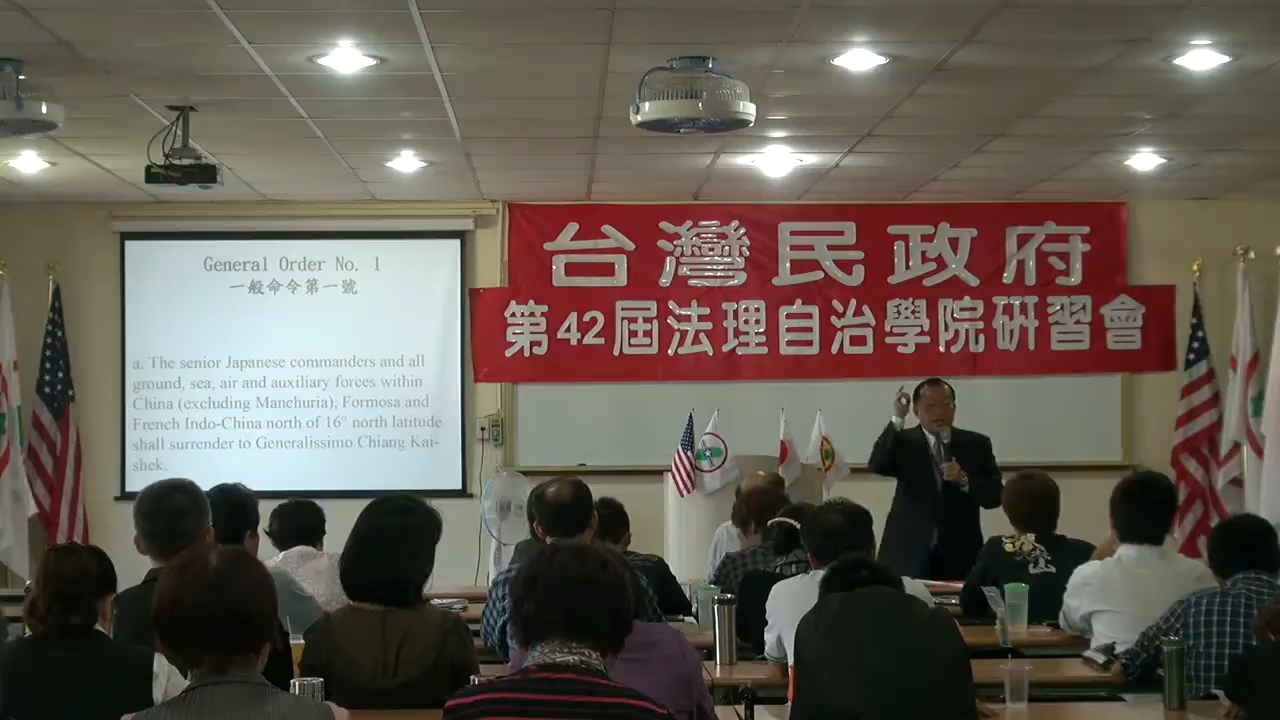 台灣民政府
第42屆法理自治學院研習會
General Order No. 1
一般命令第一號
a. The senior Japanese commanders and all
ground, sea, air and auxiliary forces within
China (excluding Manchuria), Formosa and
French Indo-China north of 16° north latitude
shall surrender to Generalissimo Chiang Kai-
shek.